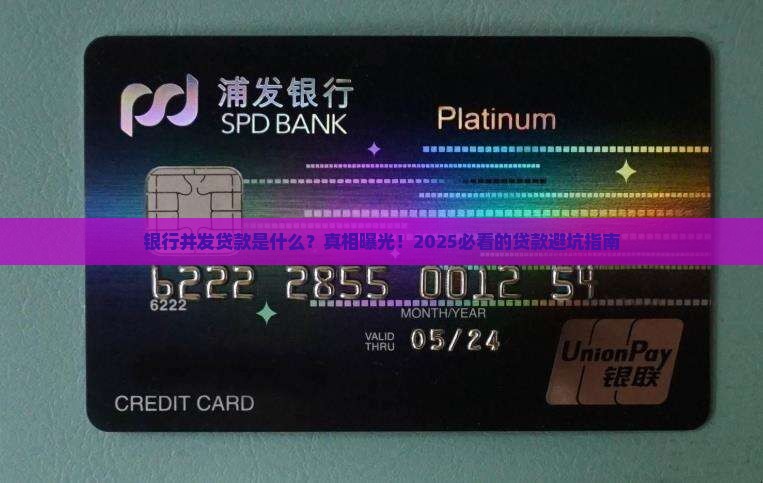 浦发银行
SPD BANK
Platinum
银行并发贷款是什么？真相曝光！2025必看的贷款避坑指南
6222 2855 0012 54
6222
MONTH/YEAR
VALID THRU 05/24
UnionPay
银联
CREDIT CARD